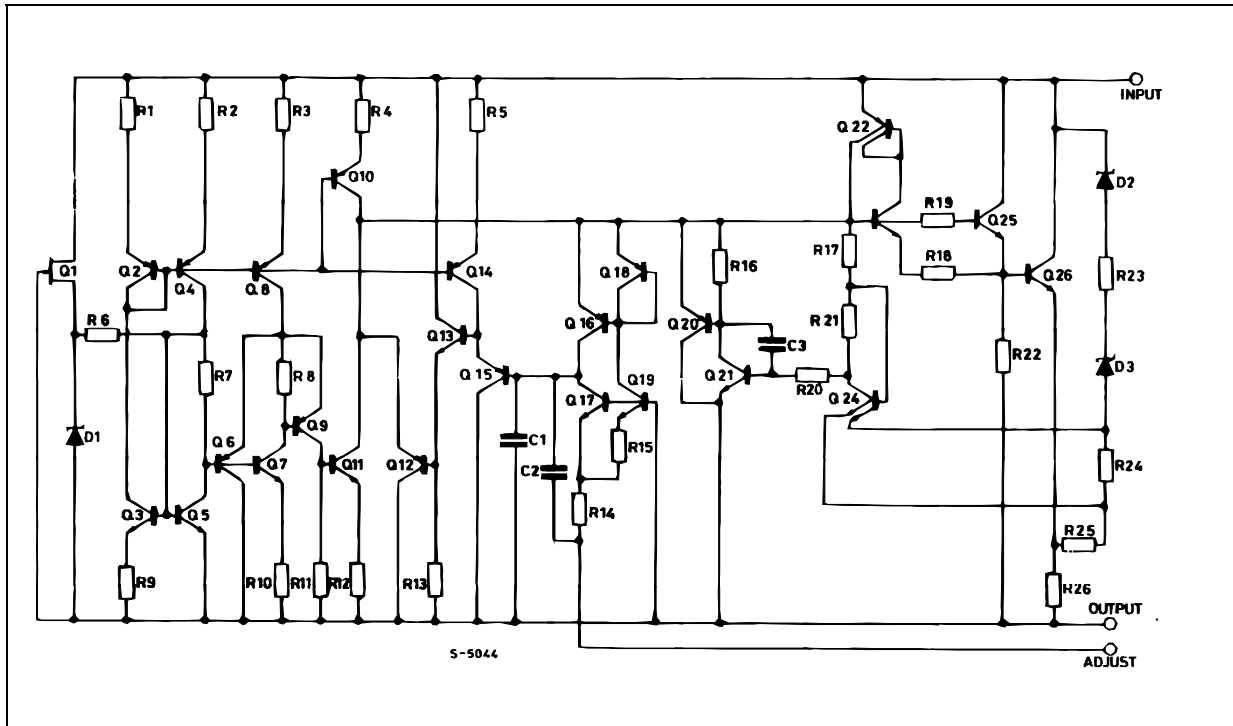 INPUT
R1
R2
R3
R4
R5
Q22
D2
Q10
R19
Q25
R17
Q1
Q2
Q4
Q8
Q14
Q18
R16
R18
Q26
R23
R6
Q13
Q16
Q20
C3
R21
R22
D3
R7
R8
Q15
Q17
Q19
Q21
R20
Q24
D1
Q6
Q9
C1
R15
R24
Q7
Q11
Q12
C2
Q3
Q5
R14
R25
R9
R10
R11
R12
R13
R26
OUTPUT
S-5044
ADJUST